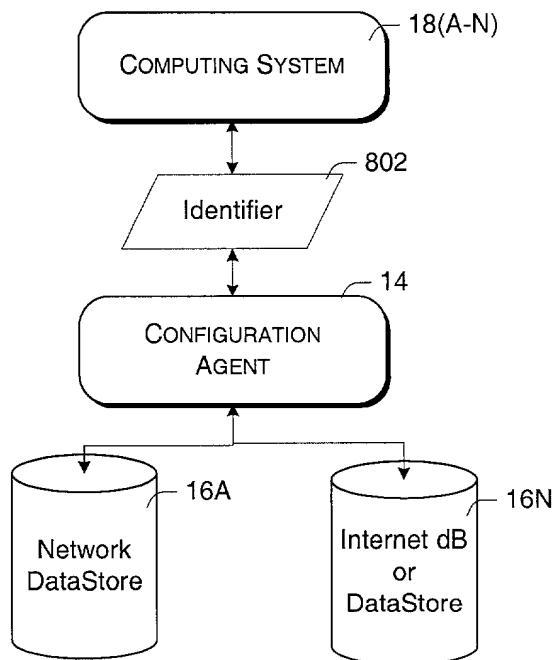 18(A-N)
COMPUTING SYSTEM
802
Identifier
14
CONFIGURATION
AGENT
16A
Network
DataStore
16N
Internet dB
or
DataStore